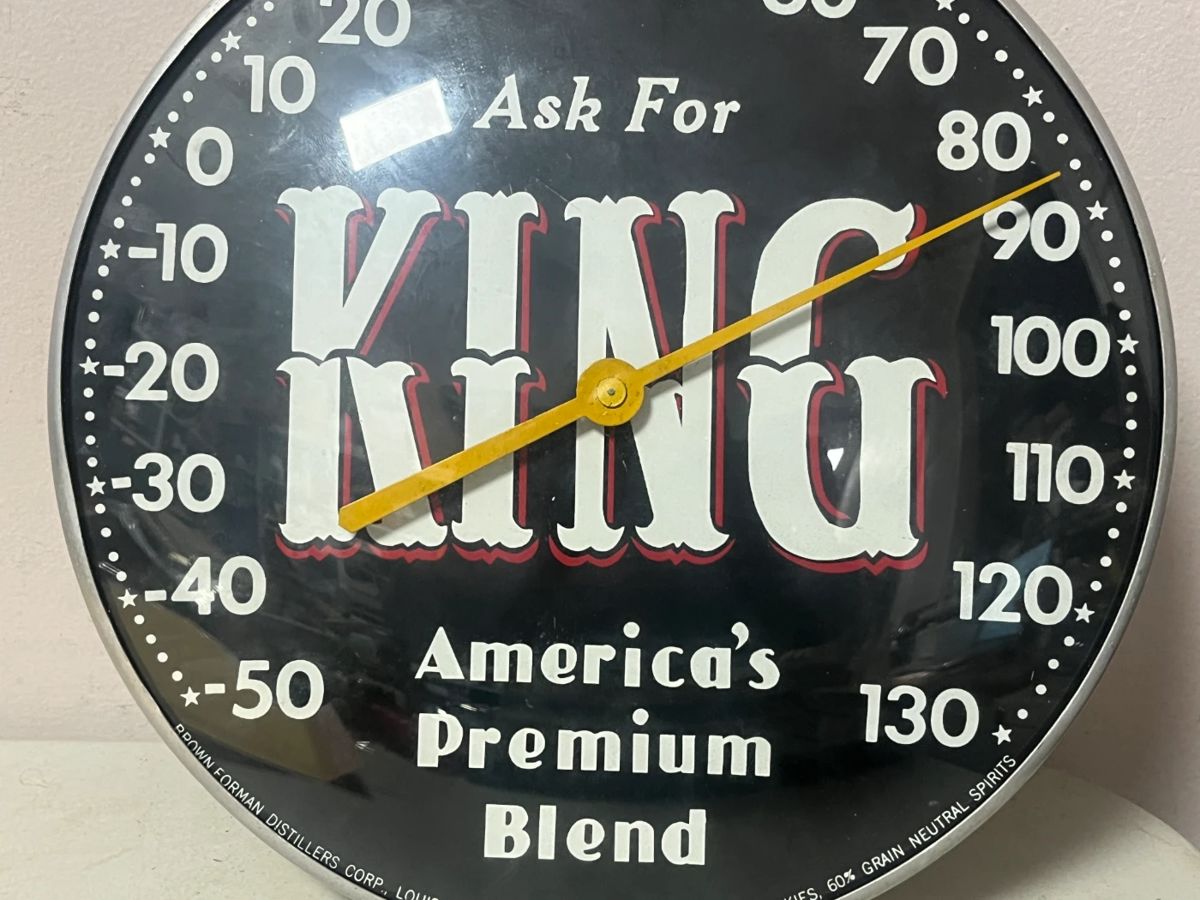 20
10
0
-10
-20
-30
-40
-50
70
80
90
100
110
120
130
Ask For
KING
America's
Premium
Blend
BROWN FORMAN DISTILLERS CORP.,
60% GRAIN NEUTRAL SPIRITS